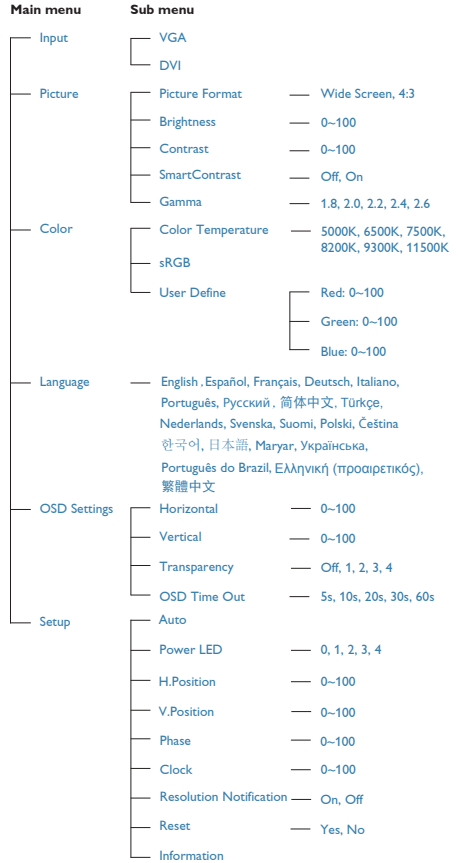 Main menu Sub menu
Input VGA
DVI
Picture Picture Format Wide Screen, 4:3
Brightness 0~100
Contrast 0~100
SmartContrast Off, On
Gamma 1.8, 2.0, 2.2, 2.4, 2.6
Color Color Temperature 5000K, 6500K, 7500K,
8200K, 9300K, 11500K
sRGB
User Define Red: 0~100
Green: 0~100
Blue: 0~100
Language English , Español, Français, Deutsch, Italiano,
Português, Русский , 简体中文, Türkçe,
Nederlands, Svenska, Suomi, Polski, Čeština
한국어, 日本語, Maryar, Українська,
Português do Brazil, Ελληνική (προαιρετικός),
繁體中文
OSD Settings Horizontal 0~100
Vertical 0~100
Transparency Off, 1, 2, 3, 4
OSD Time Out 5s, 10s, 20s, 30s, 60s
Setup Auto
Power LED 0, 1, 2, 3, 4
H.Position 0~100
V.Position 0~100
Phase 0~100
Clock 0~100
Resolution Notification On, Off
Reset Yes, No
Information